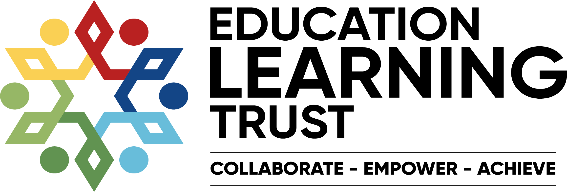 EDUCATION
LEARNING
TRUST
COLLABORATE - EMPOWER - ACHIEVE